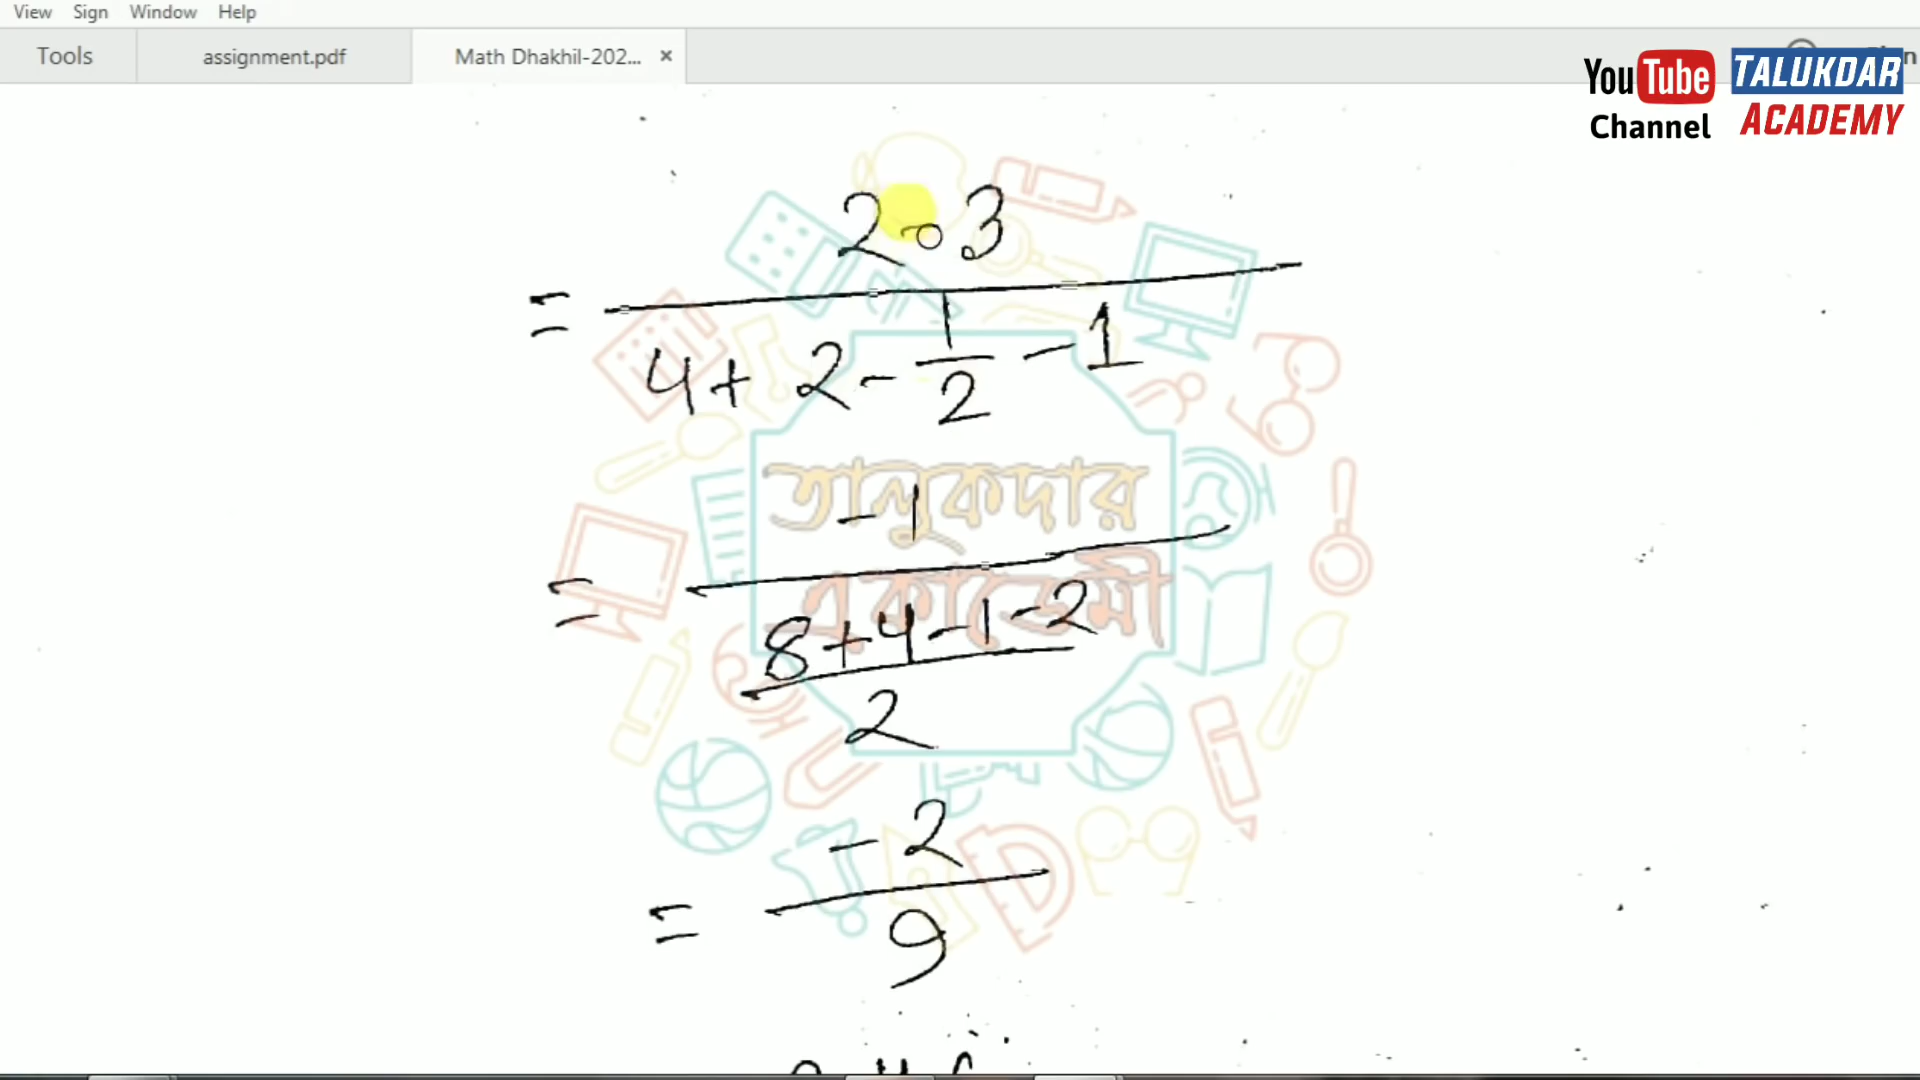 View Sign Window Help
Tools assignment.pdf Math Dhakhil-202... ×
YouTube TALUKDAR
Channel ACADEMY
2 - 3
=
4 + 2 - 1/2 - 1
তালুকদার
একাডেমী
- 1
=
8 + 4 - 1 - 2
2
- 2
=
9